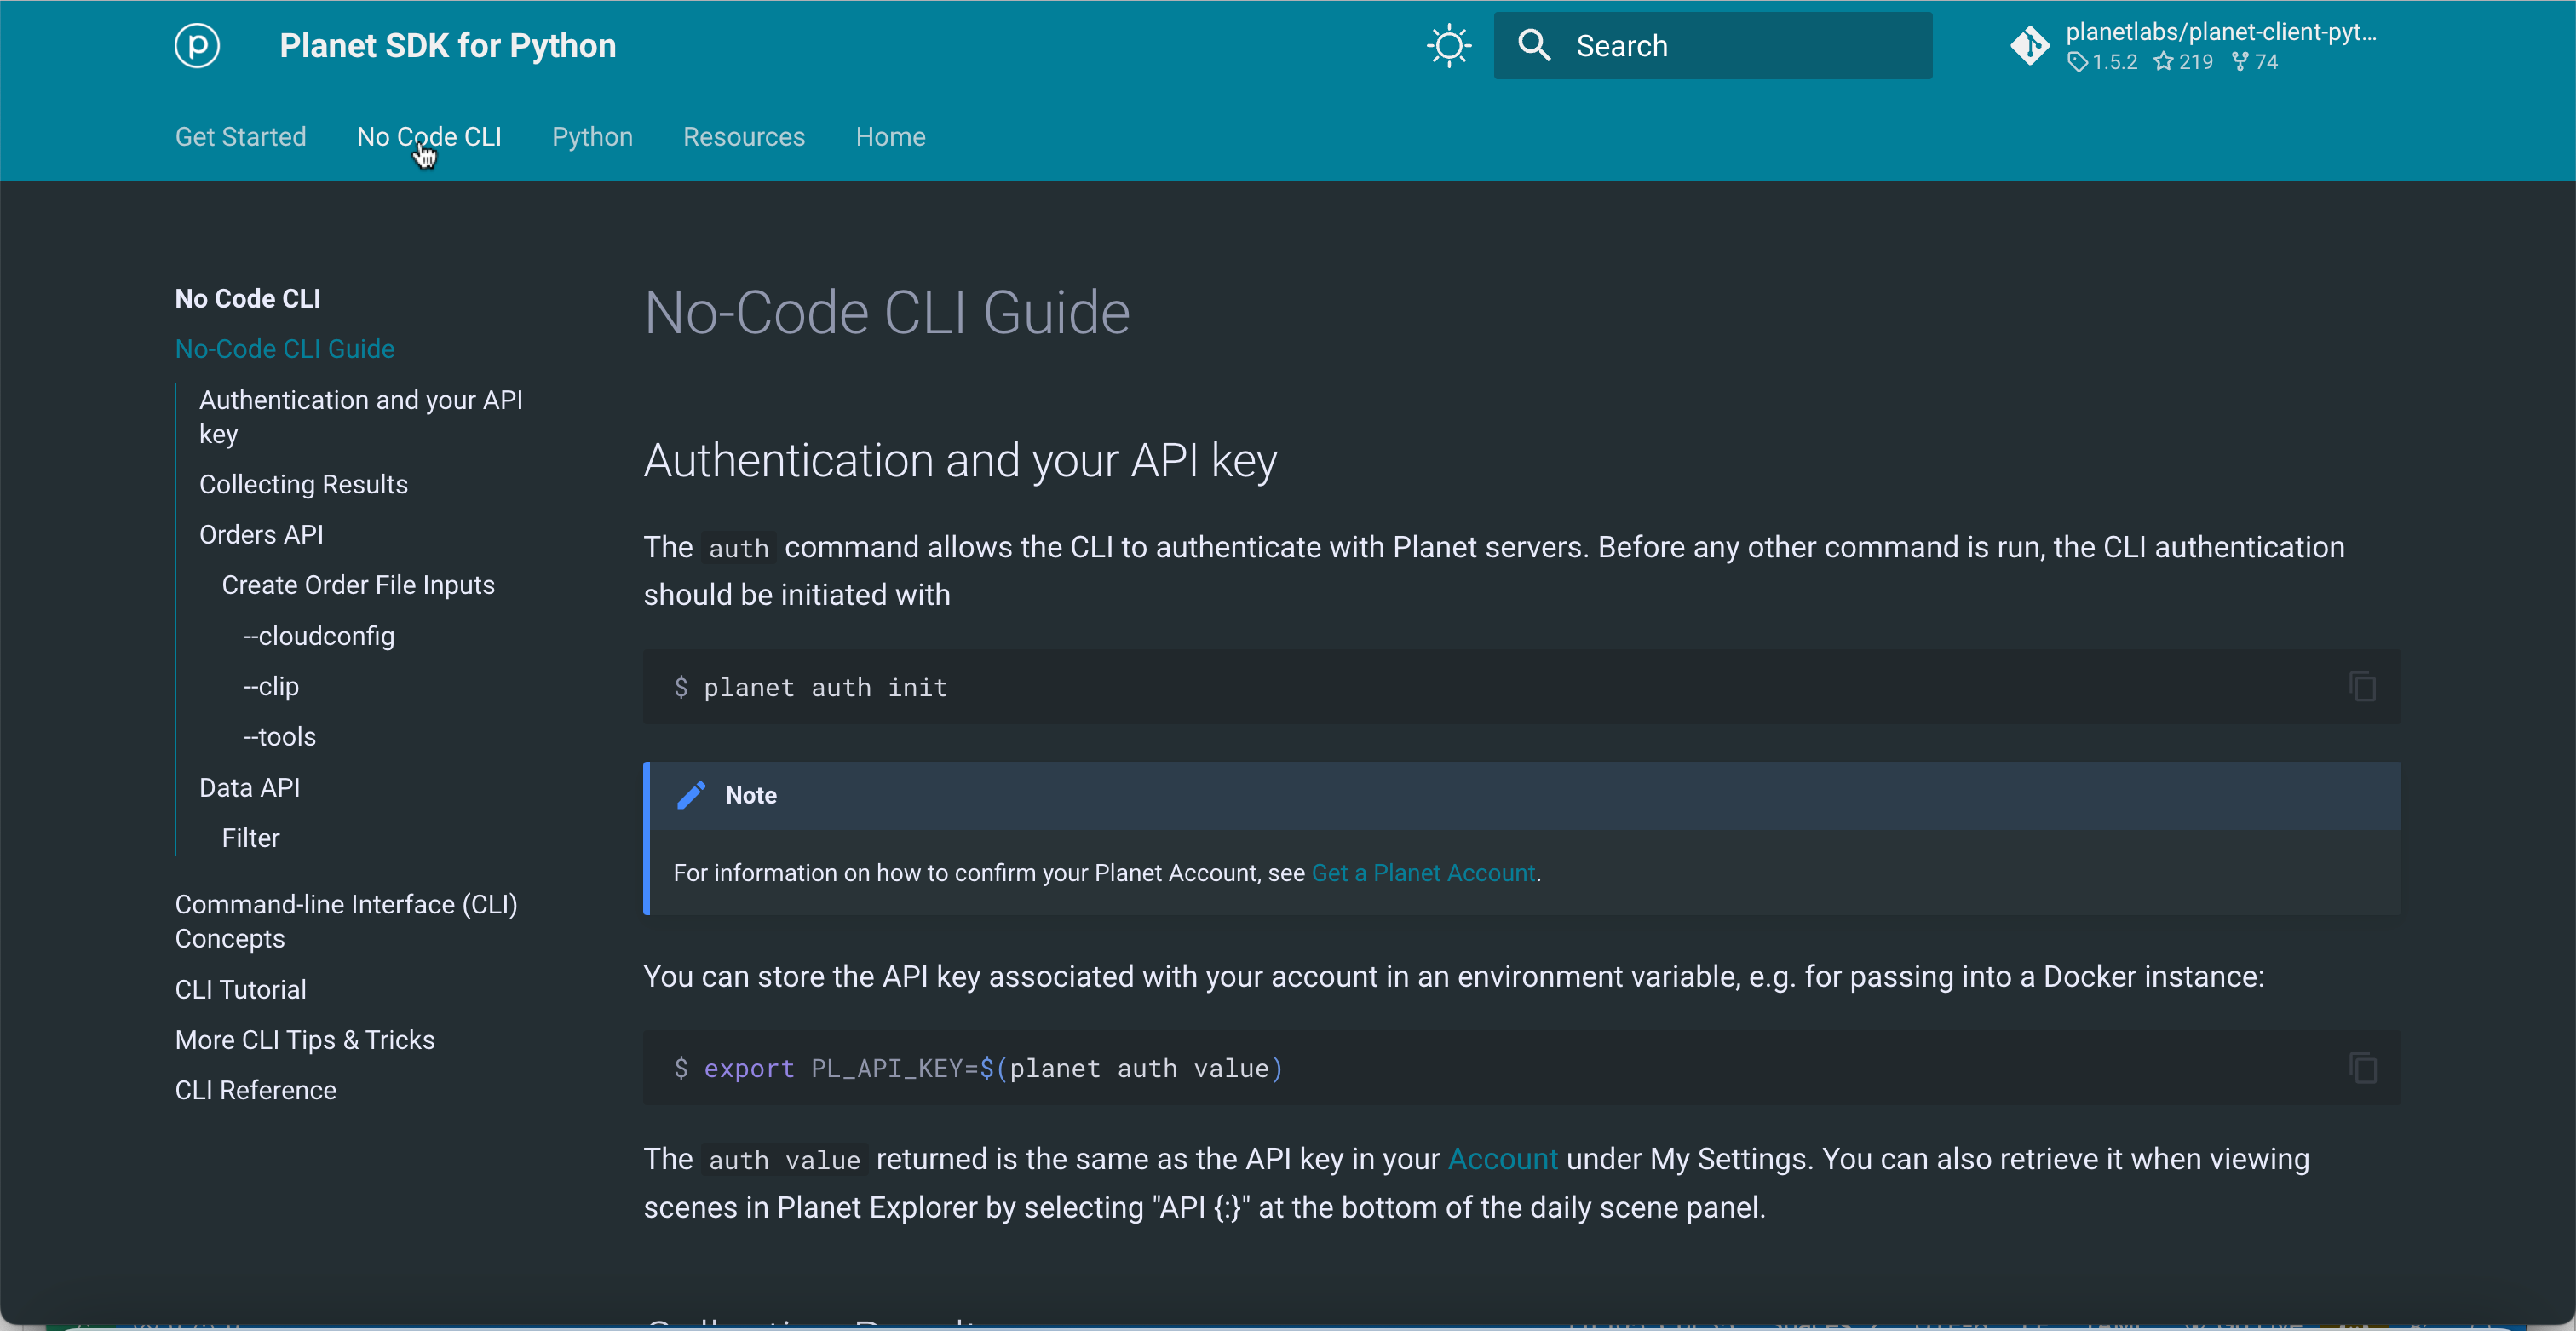 Planet SDK for Python
Search
planetlabs/planet-client-pyt...
1.5.2 219 74
Get Started No Code CLI Python Resources Home
No Code CLI
No-Code CLI Guide
Authentication and your API
key
Collecting Results
Orders API
Create Order File Inputs
--cloudconfig
--clip
--tools
Data API
Filter
Command-line Interface (CLI)
Concepts
CLI Tutorial
More CLI Tips & Tricks
CLI Reference
No-Code CLI Guide
Authentication and your API key
The auth command allows the CLI to authenticate with Planet servers. Before any other command is run, the CLI authentication
should be initiated with
$ planet auth init
Note
For information on how to confirm your Planet Account, see Get a Planet Account.
You can store the API key associated with your account in an environment variable, e.g. for passing into a Docker instance:
$ export PL_API_KEY=$(planet auth value)
The auth value returned is the same as the API key in your Account under My Settings. You can also retrieve it when viewing
scenes in Planet Explorer by selecting "API {:}" at the bottom of the daily scene panel.